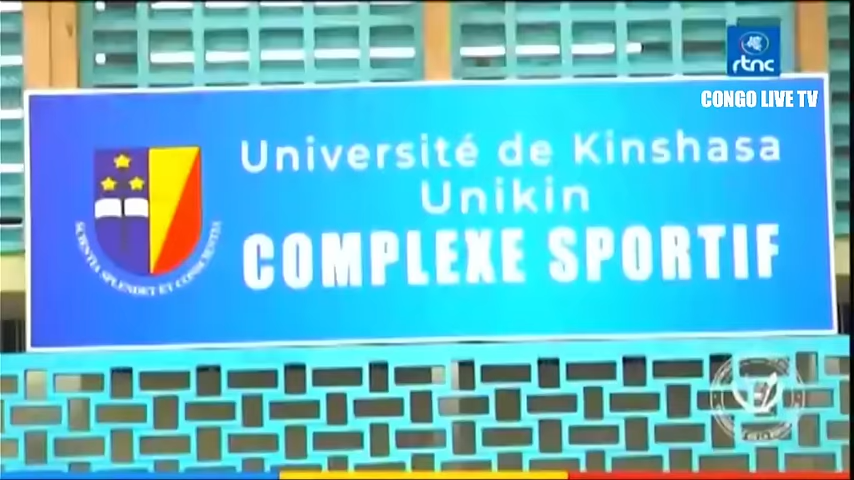 rtnc
CONGO LIVE TV
Université de Kinshasa
Unikin
COMPLEXE SPORTIF
SCIENTIA SPLENDET ET CONSCIENTIA